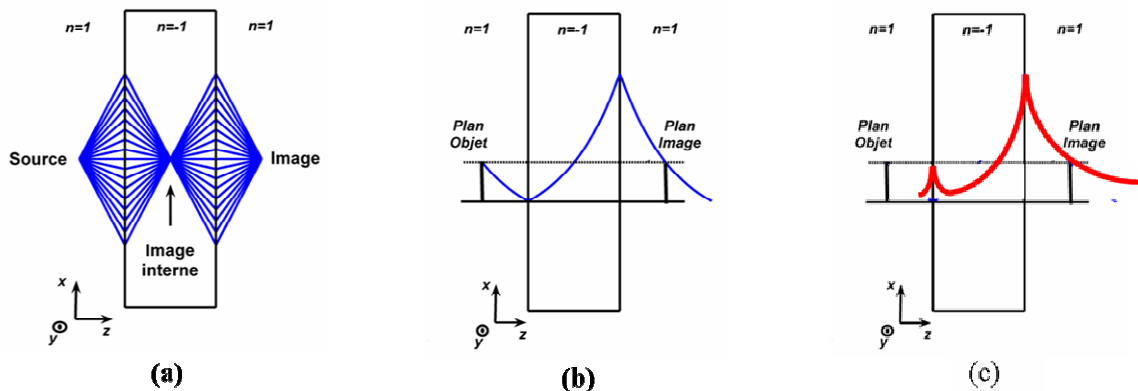 n=1 n=-1 n=1
Source
Image
Image
interne
x
y
z
(a)
n=1 n=-1 n=1
Plan
Objet
Plan
Image
x
y
z
(b)
n=1 n=-1 n=1
Plan
Objet
Plan
Image
x
y
z
(c)